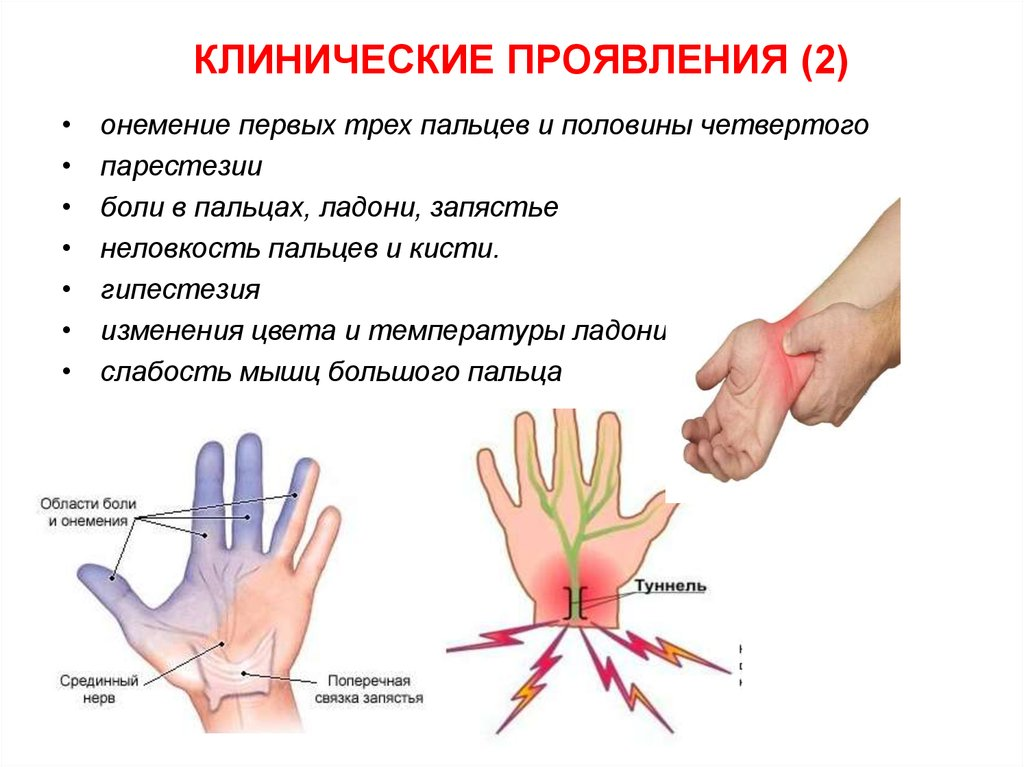 КЛИНИЧЕСКИЕ ПРОЯВЛЕНИЯ (2)
• онемение первых трех пальцев и половины четвертого
• парестезии
• боли в пальцах, ладони, запястье
• неловкость пальцев и кисти.
• гипестезия
• изменения цвета и температуры ладони
• слабость мышц большого пальца
Области боли
и онемения
Срединный
нерв
Поперечная
связка запястья
Туннель